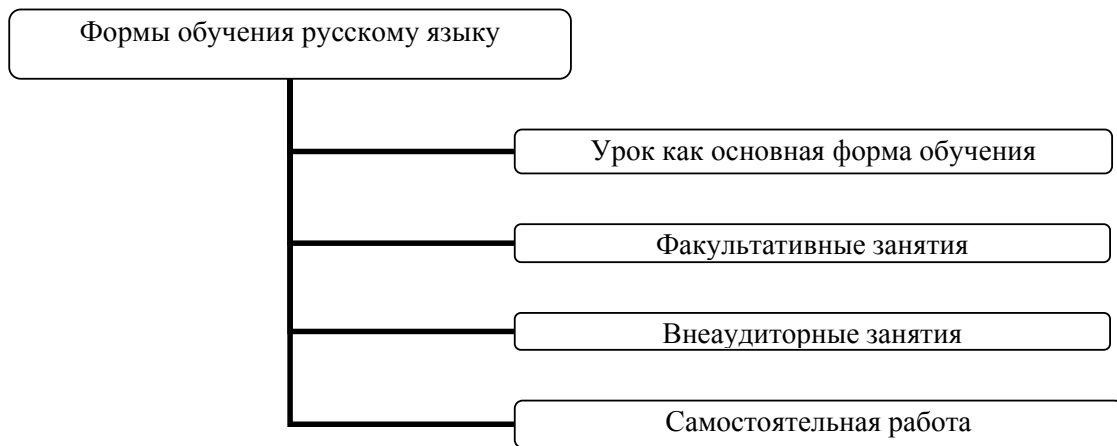 Формы обучения русскому языку
Урок как основная форма обучения
Факультативные занятия
Внеаудиторные занятия
Самостоятельная работа